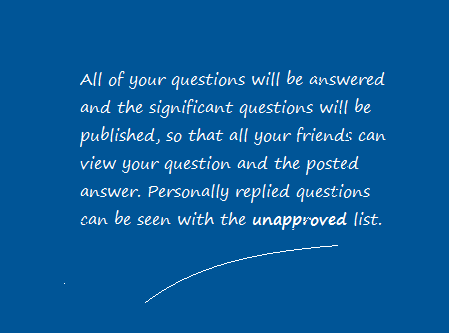 All of your questions will be answered
and the significant questions will be
published, so that all your friends can
view your question and the posted
answer. Personally replied questions
can be seen with the unapproved list.